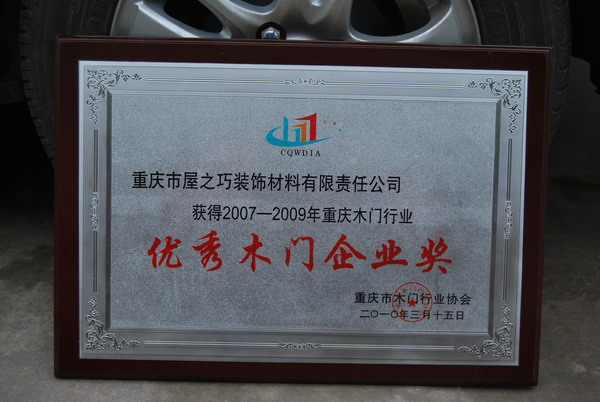 CQWDIA
重庆市屋之巧装饰材料有限责任公司
获得2007—2009年重庆木门行业
优秀木门企业奖
重庆市木门行业协会
二〇一〇年三月十五日